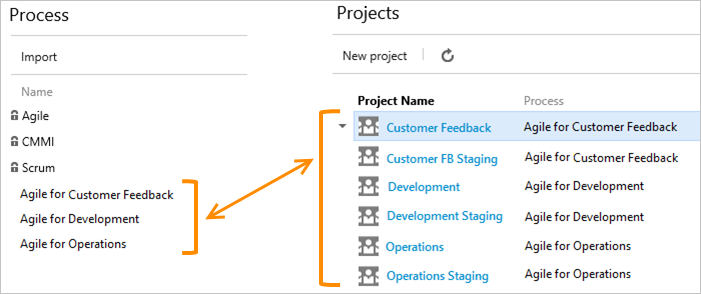 Process
Import
Name
Agile
CMMI
Scrum
Agile for Customer Feedback
Agile for Development
Agile for Operations
Projects
New project
Project Name Process
Customer Feedback Agile for Customer Feedback
Customer FB Staging Agile for Customer Feedback
Development Agile for Development
Development Staging Agile for Development
Operations Agile for Operations
Operations Staging Agile for Operations